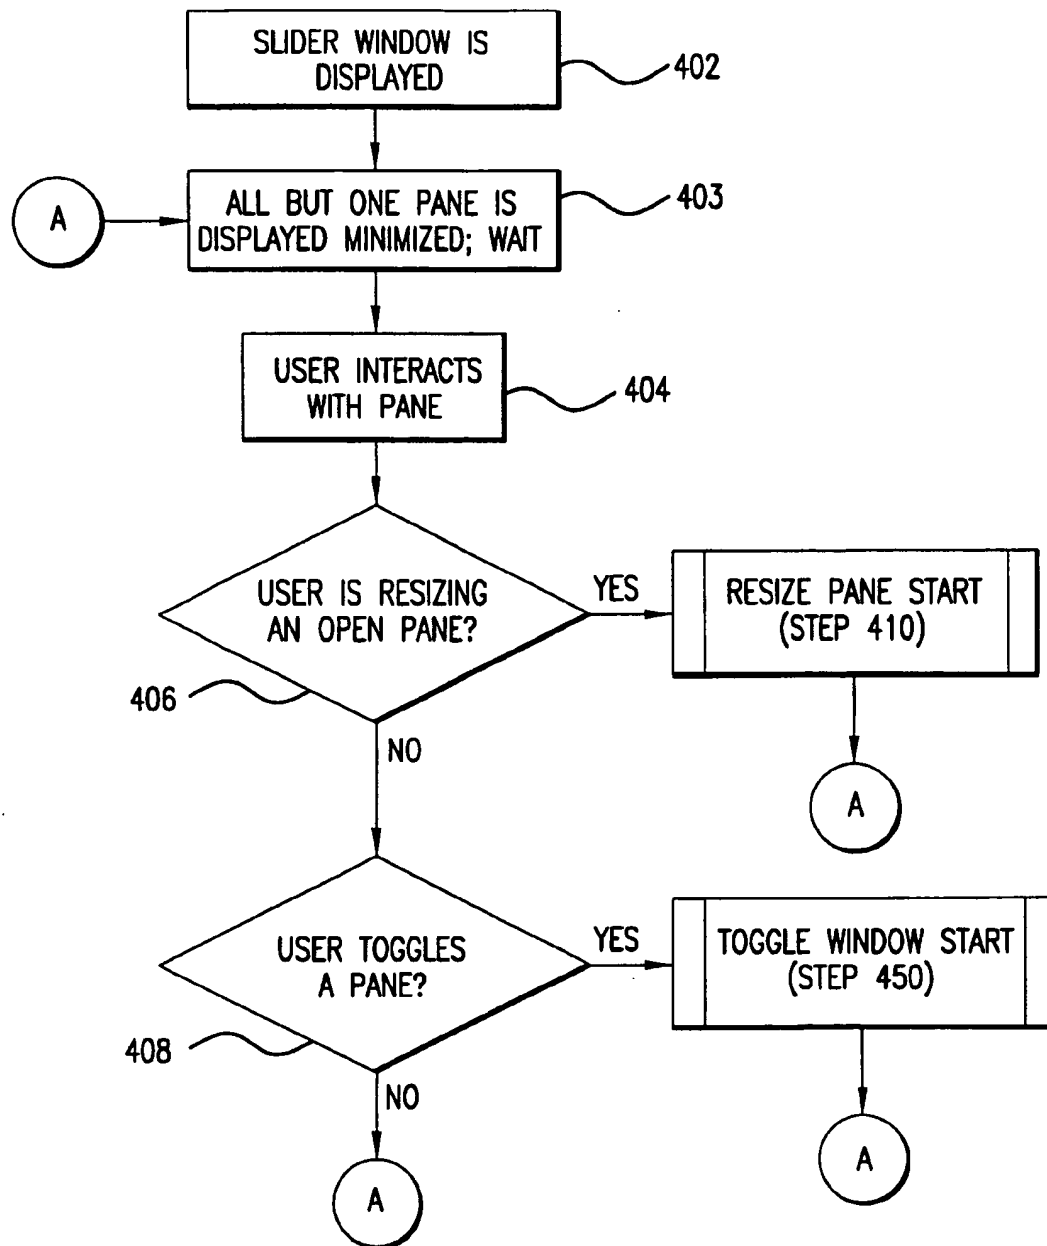 SLIDER WINDOW IS
DISPLAYED
402
ALL BUT ONE PANE IS
DISPLAYED MINIMIZED; WAIT
403
A
USER INTERACTS
WITH PANE
404
USER IS RESIZING
AN OPEN PANE?
406
YES
RESIZE PANE START
(STEP 410)
A
NO
USER TOGGLES
A PANE?
408
YES
TOGGLE WINDOW START
(STEP 450)
A
NO
A